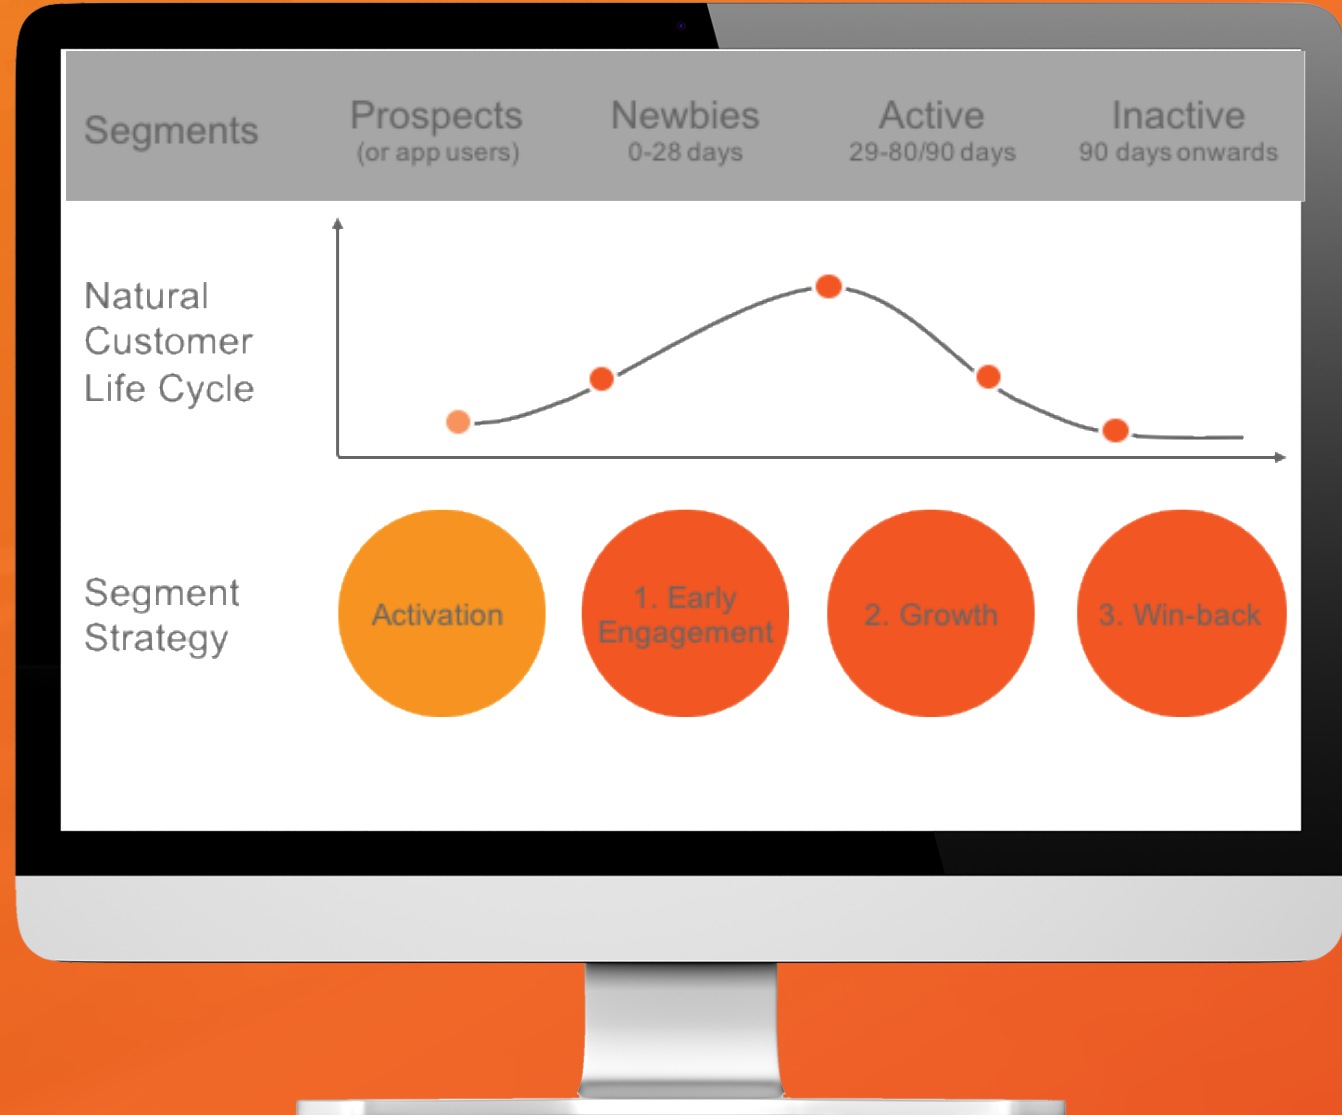 Segments
Prospects
(or app users)
Newbies
0-28 days
Active
29-80/90 days
Inactive
90 days onwards
Natural
Customer
Life Cycle
Segment
Strategy
Activation
1. Early
Engagement
2. Growth
3. Win-back